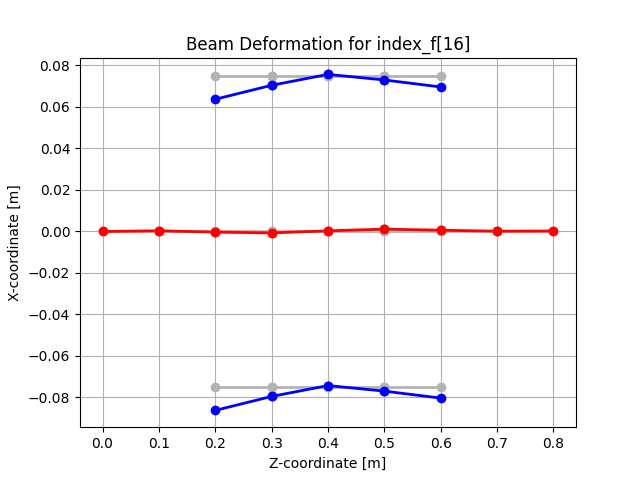 Beam Deformation for index_f[16]
X-coordinate [m]
0.08
0.06
0.04
0.02
0.00
−0.02
−0.04
−0.06
−0.08
0.0 0.1 0.2 0.3 0.4 0.5 0.6 0.7 0.8
Z-coordinate [m]